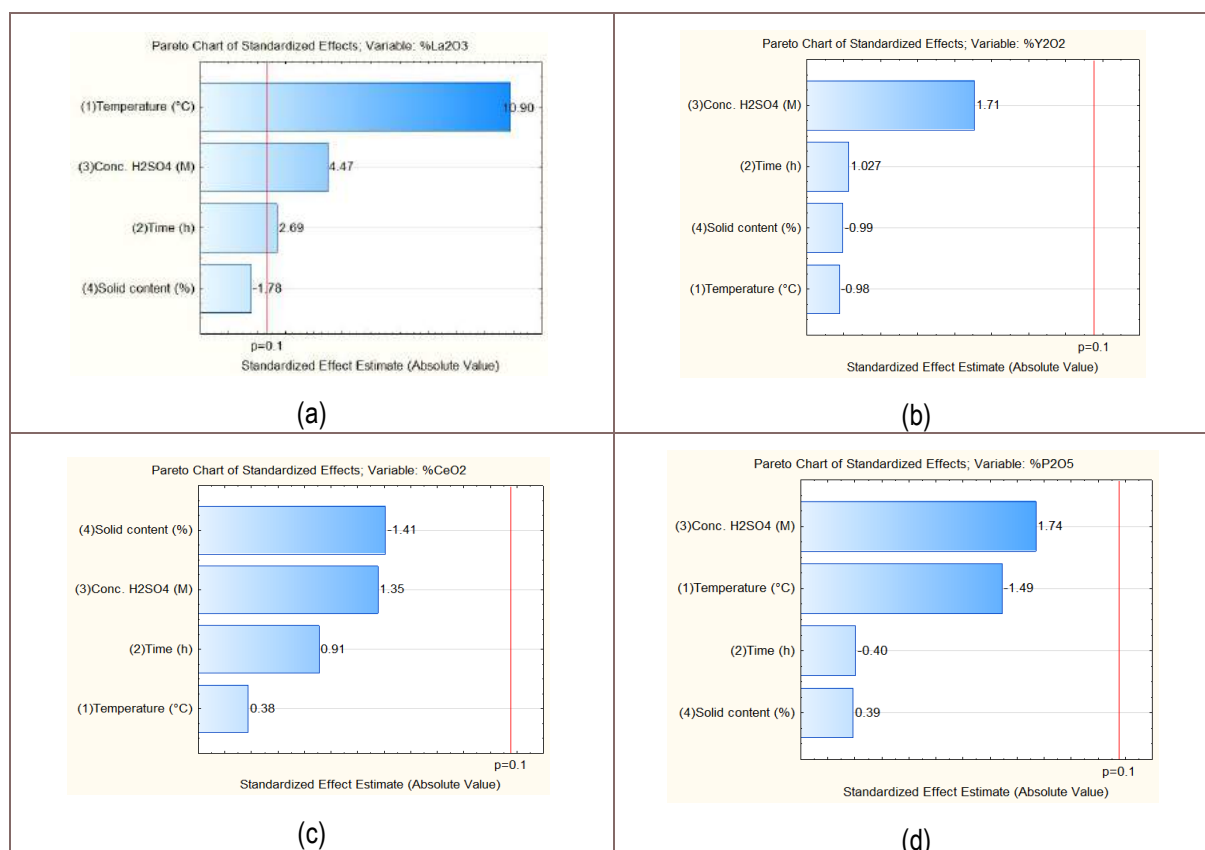 Pareto Chart of Standardized Effects; Variable: %La2O3
(1)Temperature (°C)
10.90
(3)Conc. H2SO4 (M)
4.47
(2)Time (h)
2.69
(4)Solid content (%)
-1.78
p=0.1
Standardized Effect Estimate (Absolute Value)
(a)
Pareto Chart of Standardized Effects; Variable: %Y2O2
(3)Conc. H2SO4 (M)
1.71
(2)Time (h)
1.027
(4)Solid content (%)
-0.99
(1)Temperature (°C)
-0.98
p=0.1
Standardized Effect Estimate (Absolute Value)
(b)
Pareto Chart of Standardized Effects; Variable: %CeO2
(4)Solid content (%)
-1.41
(3)Conc. H2SO4 (M)
1.35
(2)Time (h)
0.91
(1)Temperature (°C)
0.38
p=0.1
Standardized Effect Estimate (Absolute Value)
(c)
Pareto Chart of Standardized Effects; Variable: %P2O5
(3)Conc. H2SO4 (M)
1.74
(1)Temperature (°C)
-1.49
(2)Time (h)
-0.40
(4)Solid content (%)
0.39
p=0.1
Standardized Effect Estimate (Absolute Value)
(d)